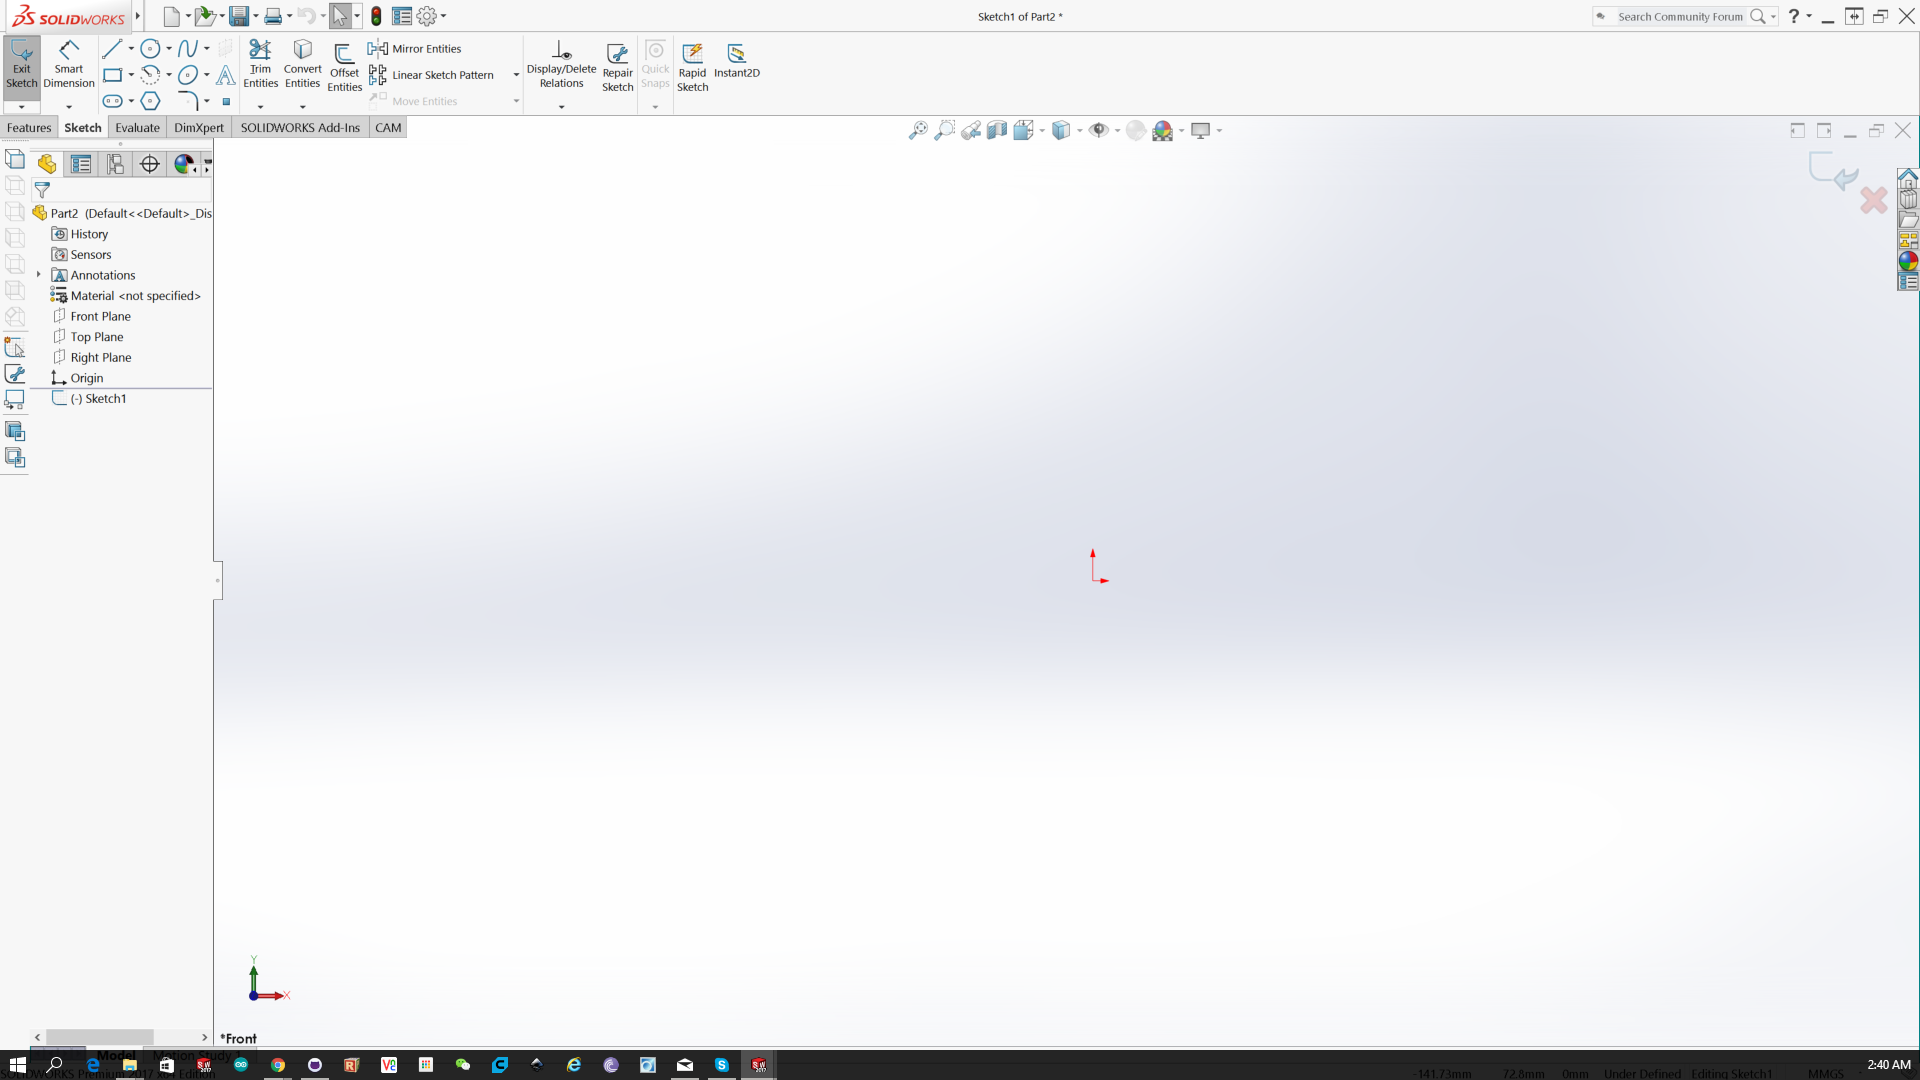 SOLIDWORKS
Sketch1 of Part2 *
Search Community Forum
?
Exit Sketch
Smart Dimension
Trim Entities
Convert Entities
Offset Entities
Mirror Entities
Linear Sketch Pattern
Move Entities
Display/Delete Relations
Repair Sketch
Quick Snaps
Rapid Sketch
Instant2D
Features Sketch Evaluate DimXpert SOLIDWORKS Add-Ins CAM
Part2 (Default<<Default>_Dis
History
Sensors
Annotations
Material <not specified>
Front Plane
Top Plane
Right Plane
Origin
(-) Sketch1
Y
X
*Front
Model Motion Study
2:40 AM
SOLIDWORKS Premium 2017 x64 Edition
-141.73mm 72.8mm 0mm Under Defined Editing Sketch1 MMGS